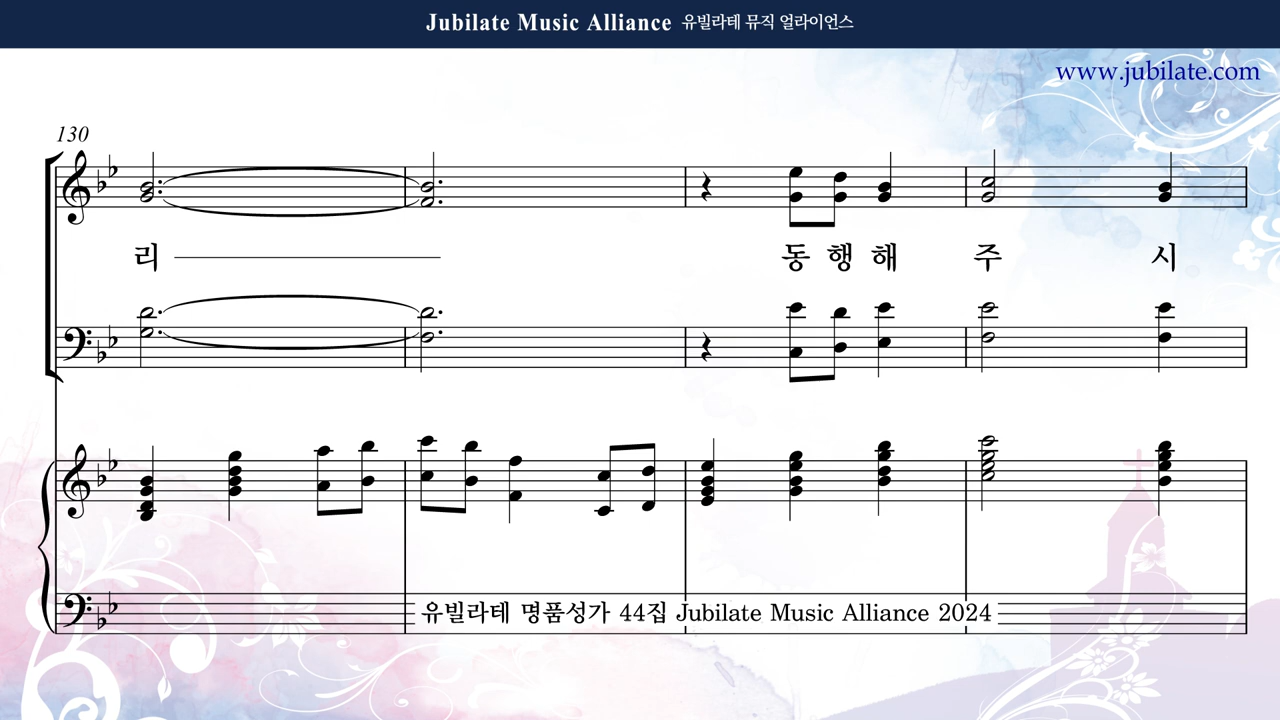 Jubilate Music Alliance 유빌라테 뮤직 얼라이언스
www.jubilate.com
130
리 동 행 해 주 시
유빌라테 명품성가 44집 Jubilate Music Alliance 2024